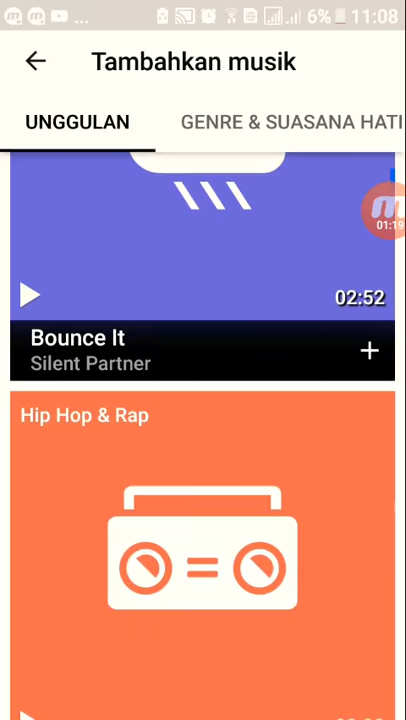 ... 6% 11:08
Tambahkan musik
UNGGULAN GENRE & SUASANA HATI
01:19
02:52
Bounce It
Silent Partner
Hip Hop & Rap